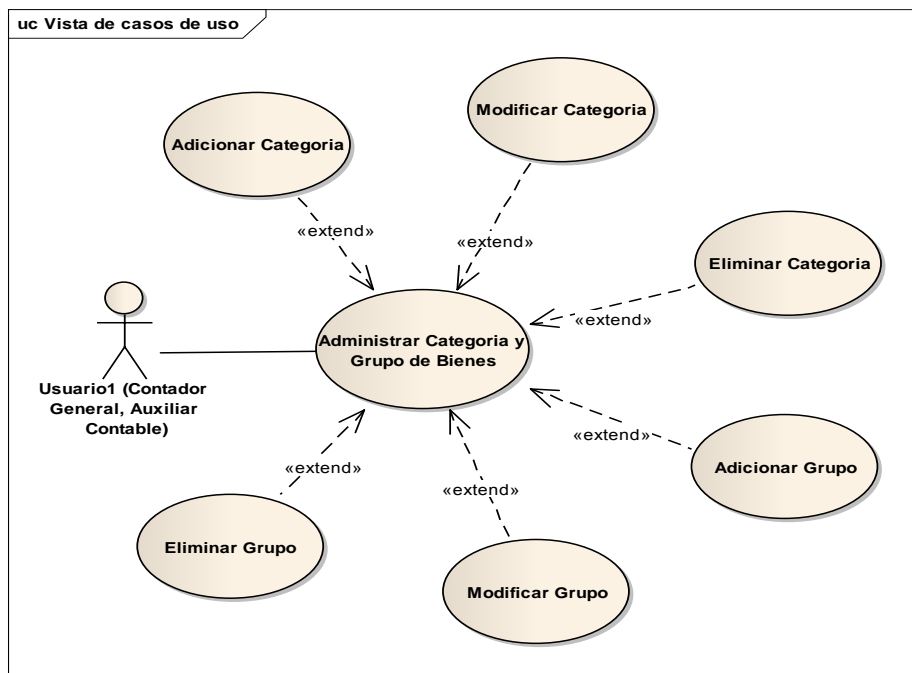 uc Vista de casos de uso
Modificar Categoria
Adicionar Categoria
«extend»
«extend»
Eliminar Categoria
«extend»
Administrar Categoria y
Grupo de Bienes
Usuario1 (Contador
General, Auxiliar
Contable)
«extend»
Adicionar Grupo
«extend»
«extend»
Eliminar Grupo
Modificar Grupo